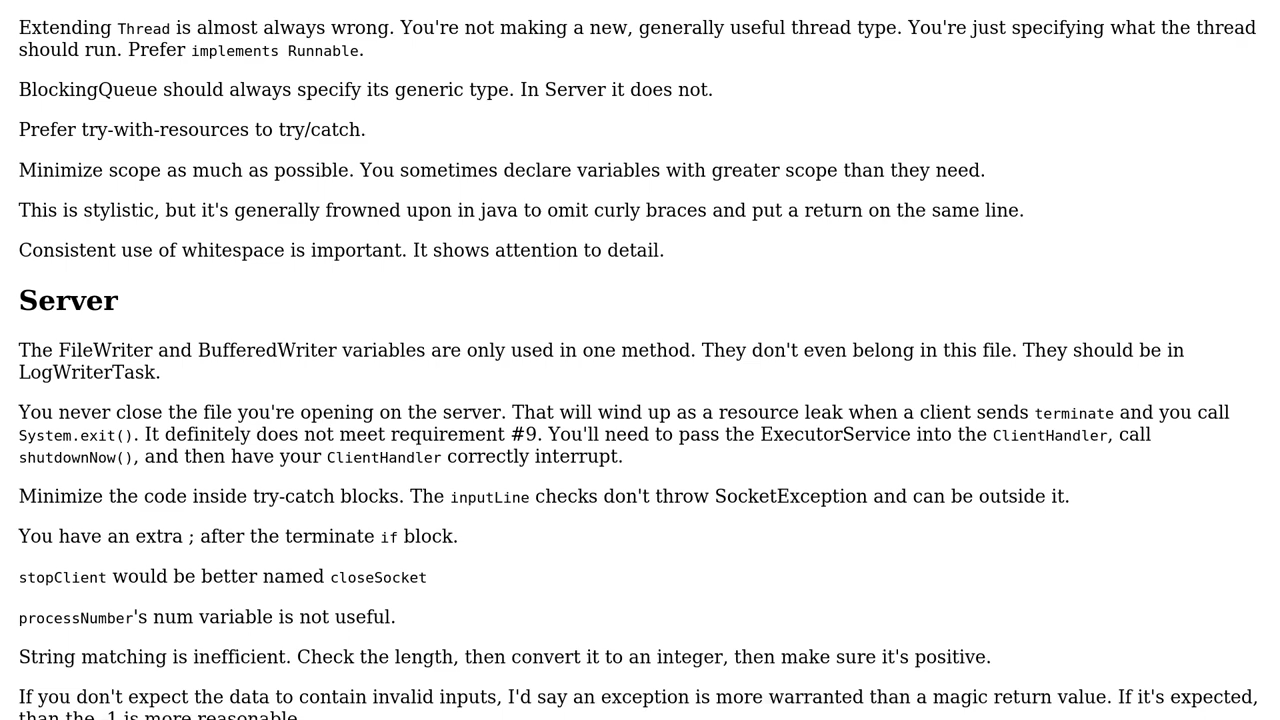 Extending Thread is almost always wrong. You're not making a new, generally useful thread type. You're just specifying what the thread
should run. Prefer implements Runnable.
BlockingQueue should always specify its generic type. In Server it does not.
Prefer try-with-resources to try/catch.
Minimize scope as much as possible. You sometimes declare variables with greater scope than they need.
This is stylistic, but it's generally frowned upon in java to omit curly braces and put a return on the same line.
Consistent use of whitespace is important. It shows attention to detail.
Server
The FileWriter and BufferedWriter variables are only used in one method. They don't even belong in this file. They should be in
LogWriterTask.
You never close the file you're opening on the server. That will wind up as a resource leak when a client sends terminate and you call
System.exit(). It definitely does not meet requirement #9. You'll need to pass the ExecutorService into the ClientHandler, call
shutdownNow(), and then have your ClientHandler correctly interrupt.
Minimize the code inside try-catch blocks. The inputLine checks don't throw SocketException and can be outside it.
You have an extra ; after the terminate if block.
stopClient would be better named closeSocket
processNumber's num variable is not useful.
String matching is inefficient. Check the length, then convert it to an integer, then make sure it's positive.
If you don't expect the data to contain invalid inputs, I'd say an exception is more warranted than a magic return value. If it's expected,
than the -1 is more reasonable.